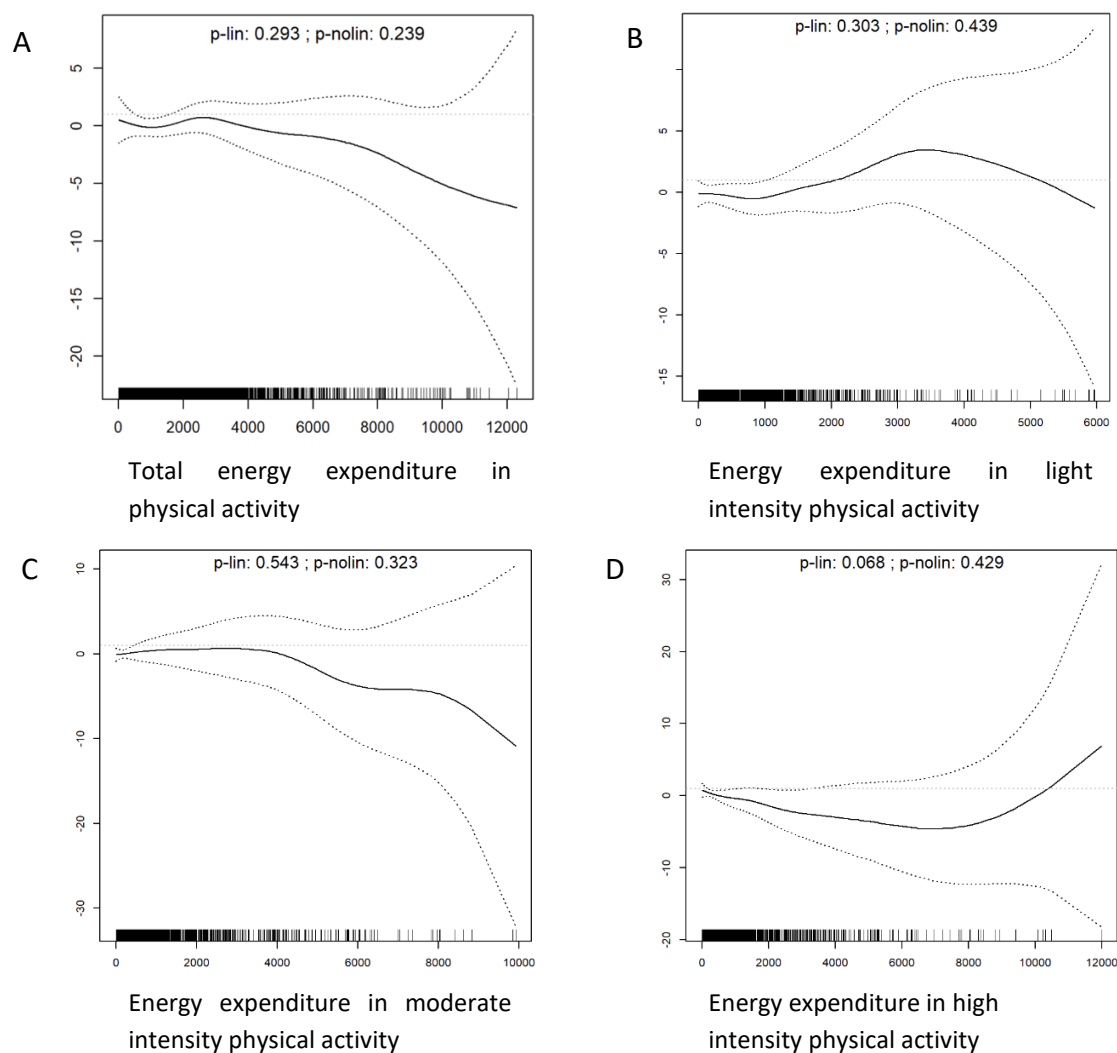 A
p-lin: 0.293 ; p-nolin: 0.239
5
0
-5
-10
-15
-20
0 2000 4000 6000 8000 10000 12000
Total energy expenditure in
physical activity
B
p-lin: 0.303 ; p-nolin: 0.439
5
0
-5
-10
-15
0 1000 2000 3000 4000 5000 6000
Energy expenditure in light
intensity physical activity
C
p-lin: 0.543 ; p-nolin: 0.323
10
0
-10
-20
-30
0 2000 4000 6000 8000 10000
Energy expenditure in moderate
intensity physical activity
D
p-lin: 0.068 ; p-nolin: 0.429
30
20
10
0
-10
-20
0 2000 4000 6000 8000 10000 12000
Energy expenditure in high
intensity physical activity